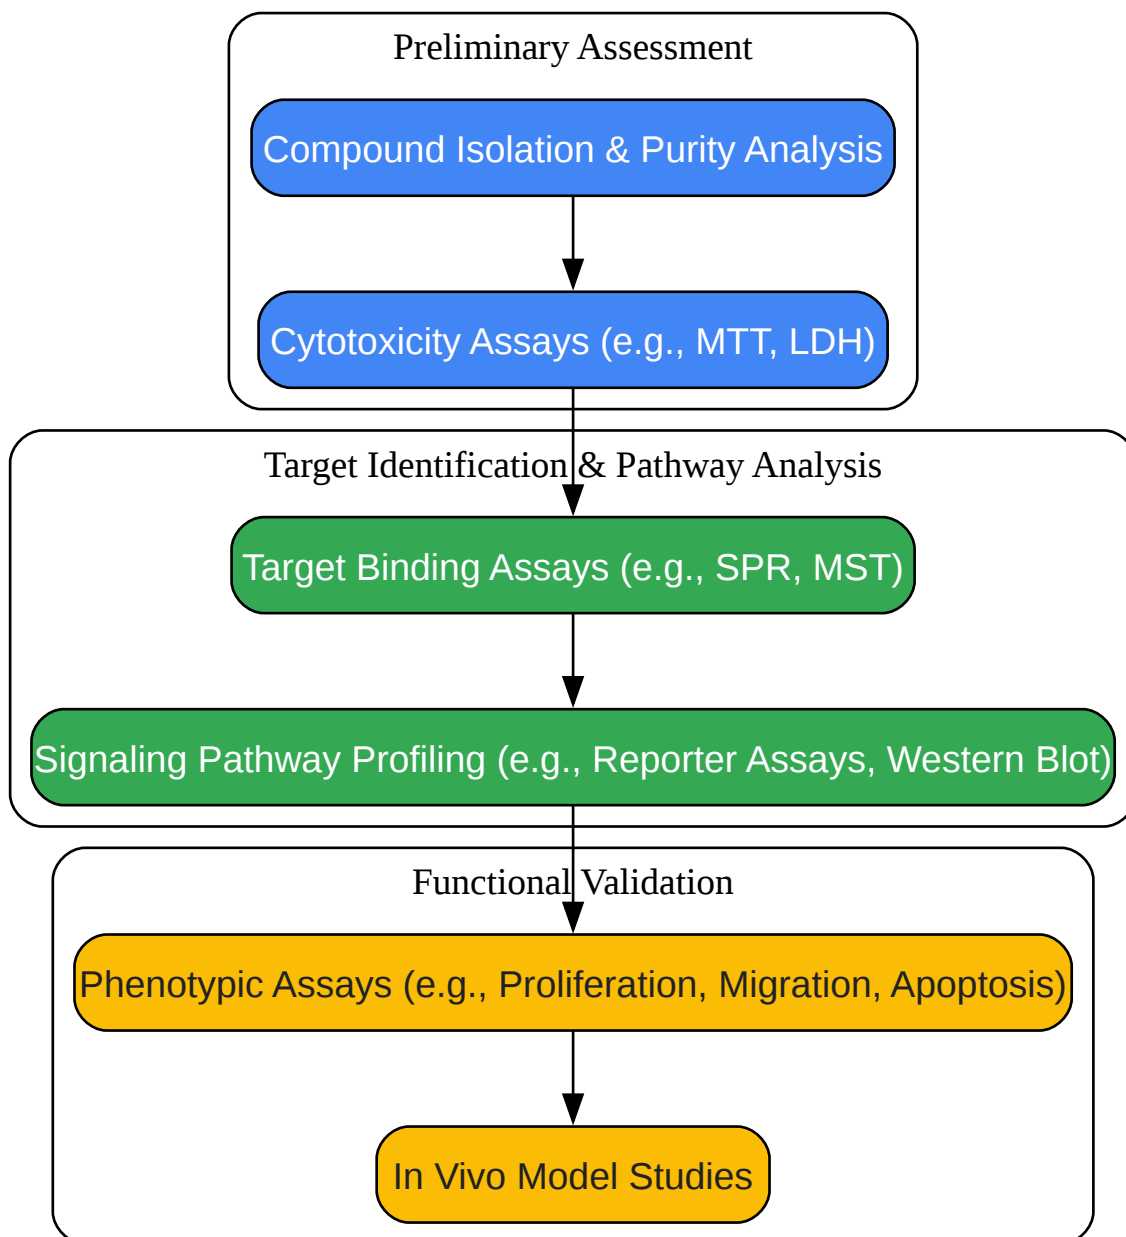 Preliminary Assessment
Compound Isolation & Purity Analysis
Cytotoxicity Assays (e.g., MTT, LDH)
Target Identification & Pathway Analysis
Target Binding Assays (e.g., SPR, MST)
Signaling Pathway Profiling (e.g., Reporter Assays, Western Blot)
Functional Validation
Phenotypic Assays (e.g., Proliferation, Migration, Apoptosis)
In Vivo Model Studies